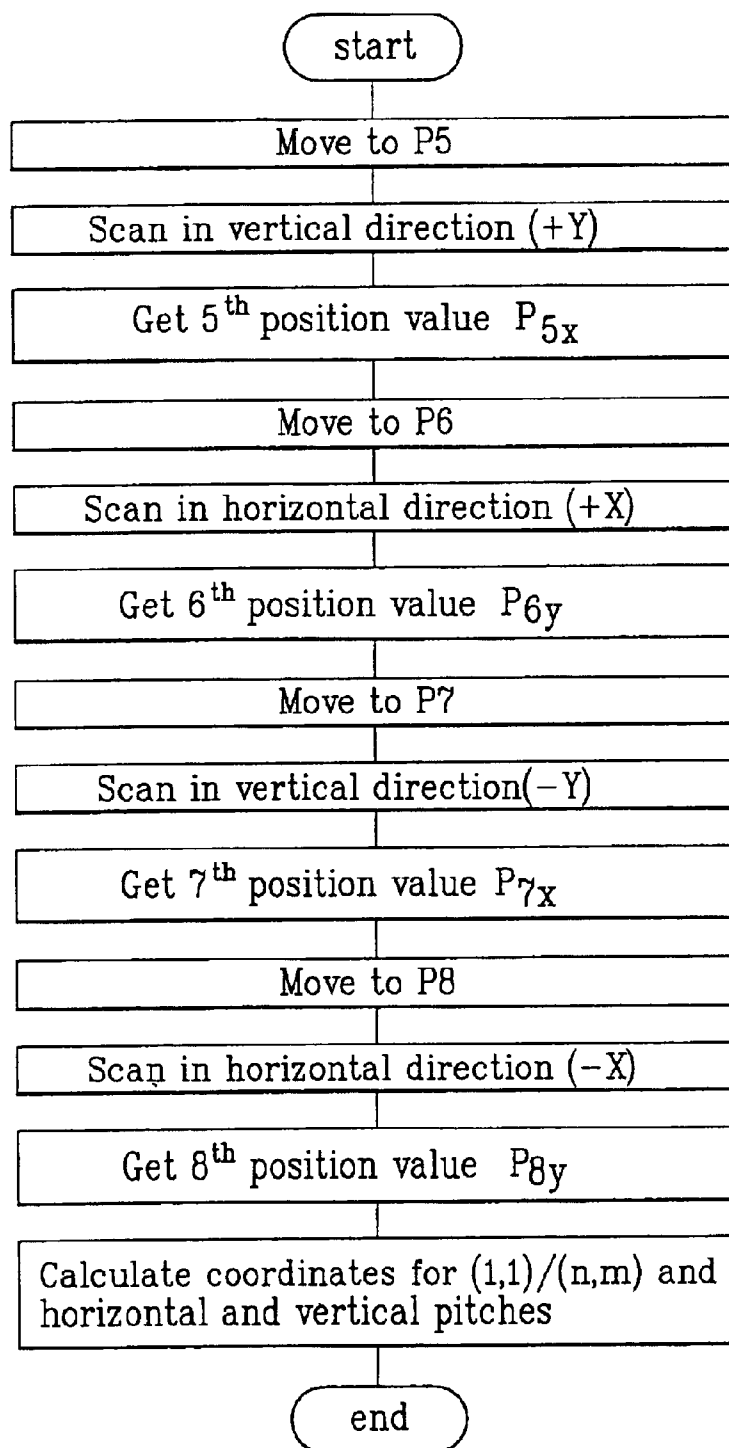 start
Move to P5
Scan in vertical direction (+Y)
Get 5th position value P5x
Move to P6
Scan in horizontal direction (+X)
Get 6th position value P6y
Move to P7
Scan in vertical direction(−Y)
Get 7th position value P7x
Move to P8
Scan in horizontal direction (−X)
Get 8th position value P8y
Calculate coordinates for (1,1)/(n,m) and
horizontal and vertical pitches
end